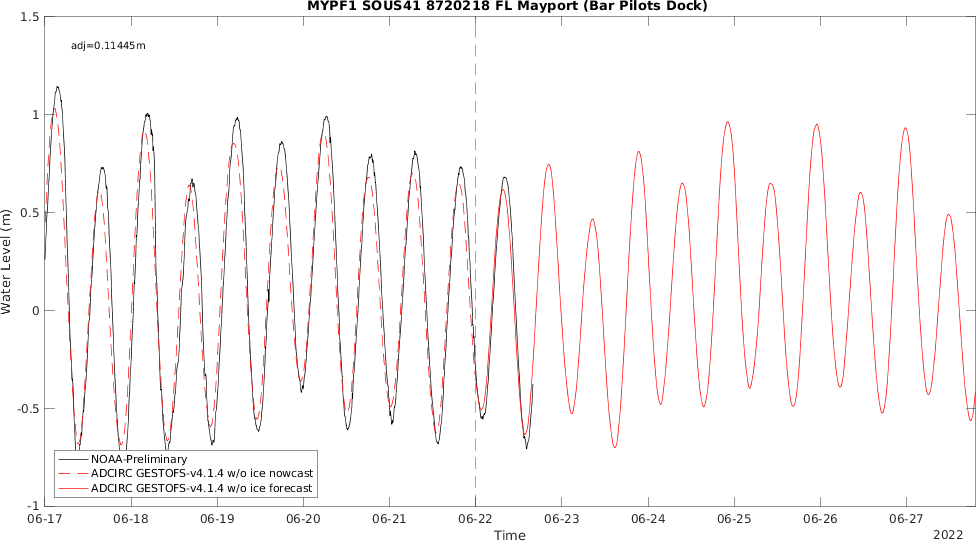 MYPF1 SOUS41 8720218 FL Mayport (Bar Pilots Dock)
1.5
adj=0.11445m
1
0.5
Water Level (m)
0
-0.5
NOAA-Preliminary
ADCIRC GESTOFS-v4.1.4 w/o ice nowcast
ADCIRC GESTOFS-v4.1.4 w/o ice forecast
-1
06-17 06-18 06-19 06-20 06-21 06-22 06-23 06-24 06-25 06-26 06-27
Time
2022